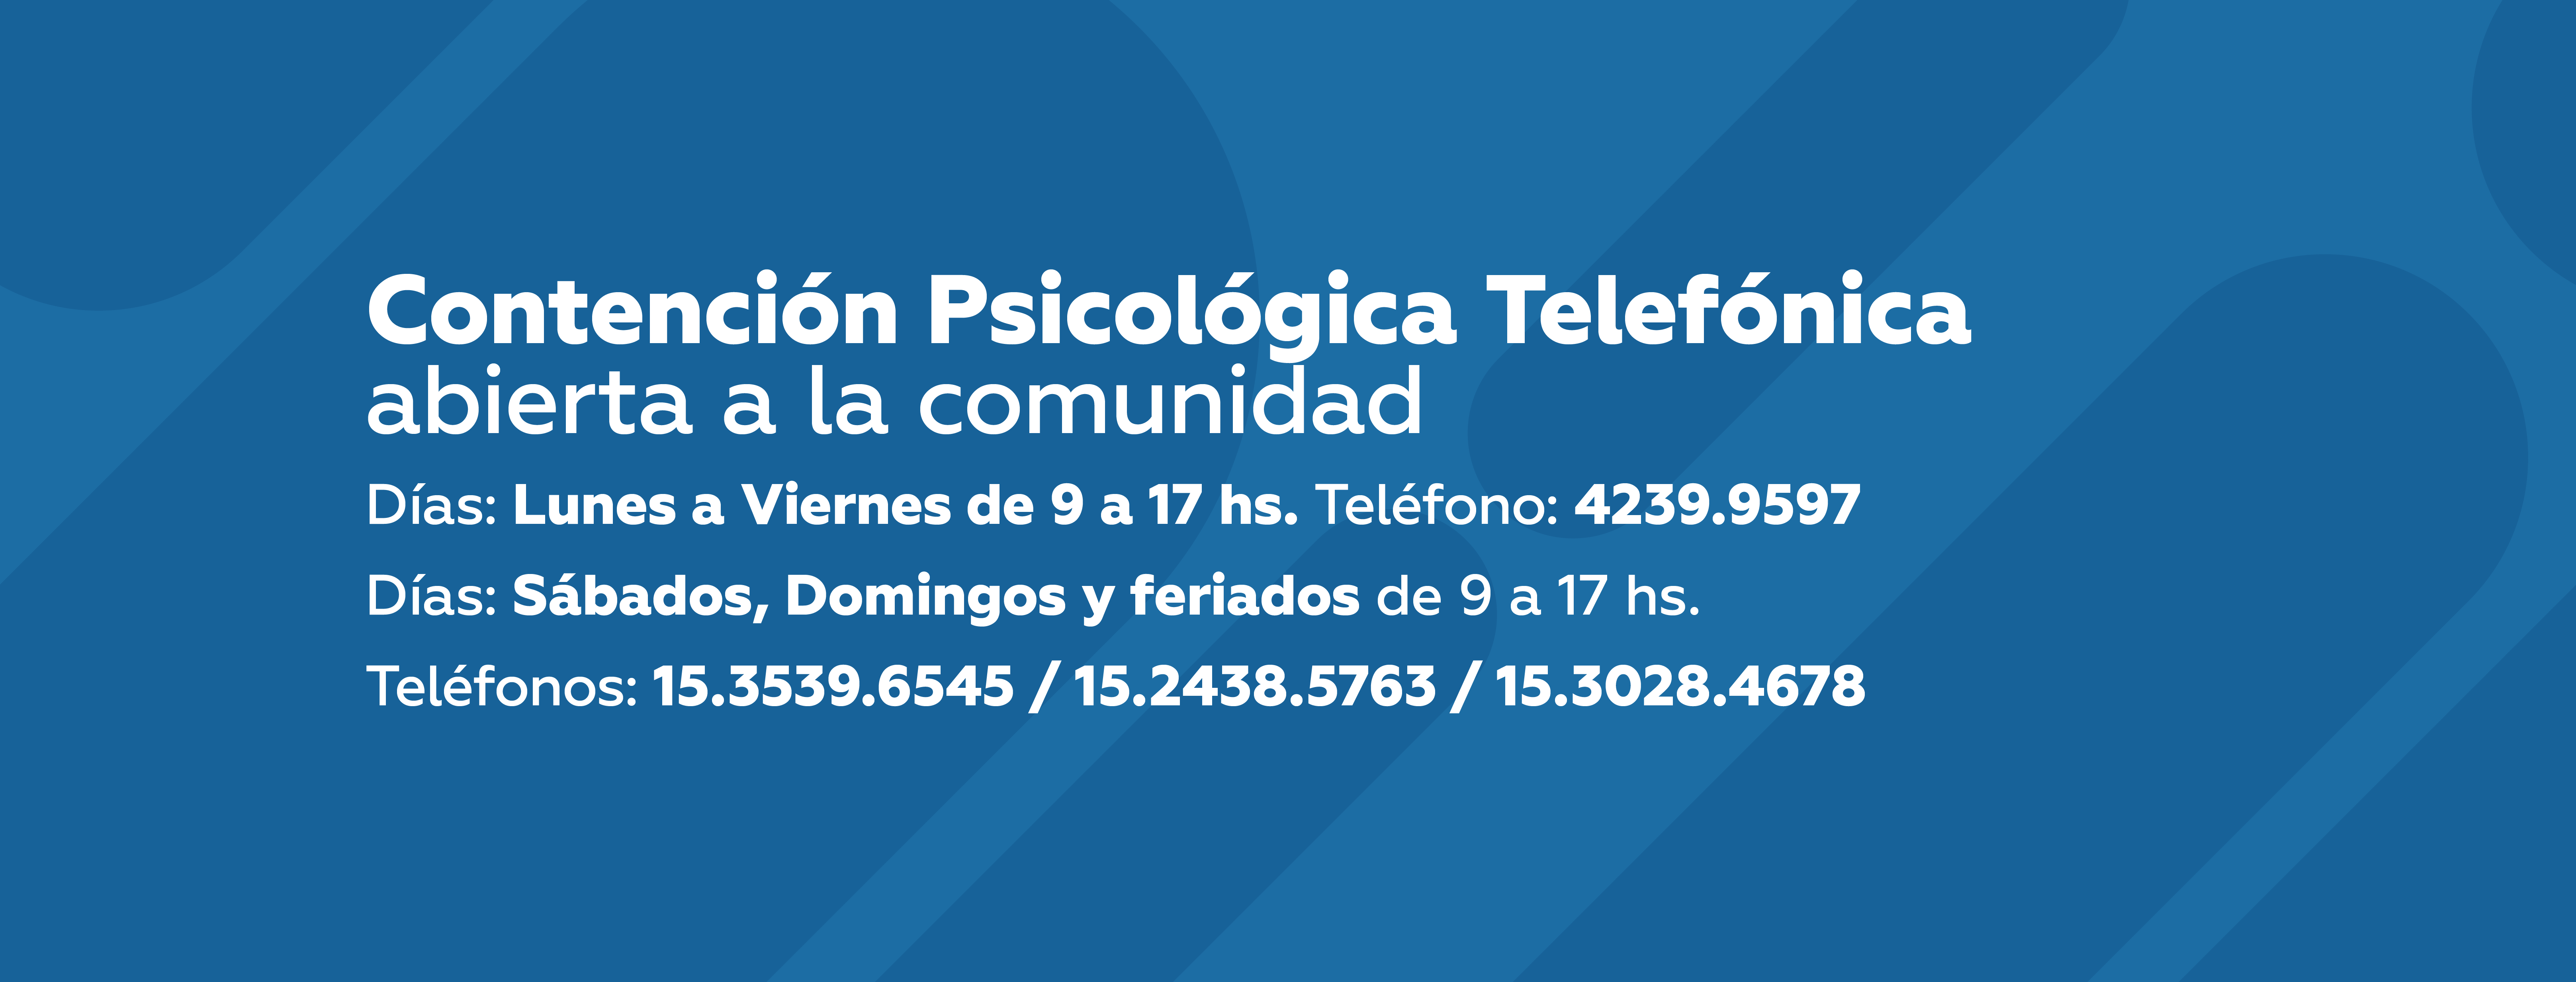 Contención Psicológica Telefónica
abierta a la comunidad
Días: Lunes a Viernes de 9 a 17 hs. Teléfono: 4239.9597
Días: Sábados, Domingos y feriados de 9 a 17 hs.
Teléfonos: 15.3539.6545 / 15.2438.5763 / 15.3028.4678